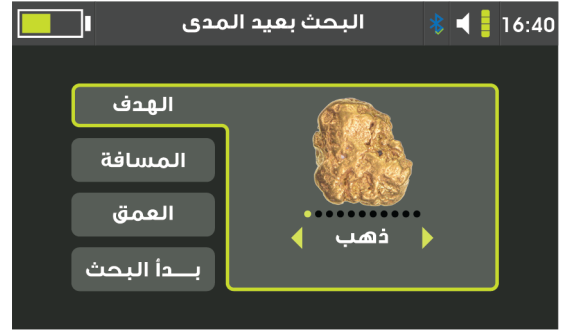 البحث بعيد المدى
16:40
الهدف
المسافة
العمق
بـــدأ البحث
ذهب